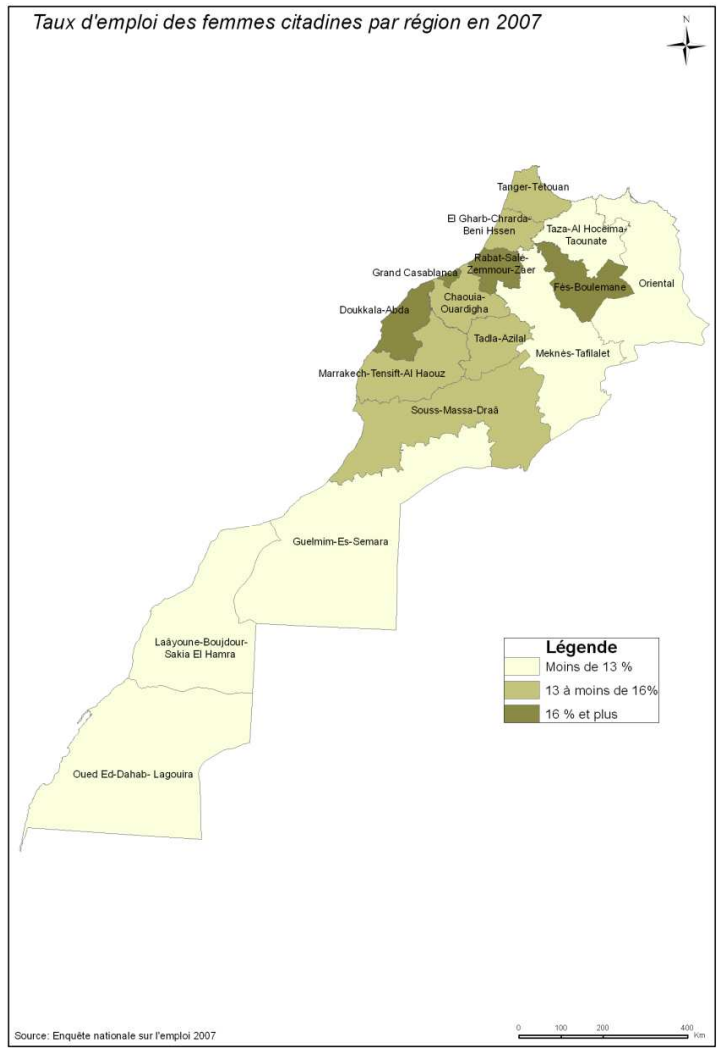 Taux d'emploi des femmes citadines par région en 2007
N
Tanger-Tétouan
El Gharb-Chrarda-
Beni Hssen
Taza-Al Hoceima-
Taounate
Rabat-Salé-
Zemmour-Zaer
Grand Casablanca
Fès-Boulemane
Oriental
Chaouia-
Ouardigha
Doukkala-Abda
Tadla-Azilal
Meknès-Tafilalet
Marrakech-Tensift-Al Haouz
Souss-Massa-Draâ
Guelmim-Es-Semara
Laâyoune-Boujdour-
Sakia El Hamra
Oued Ed-Dahab- Lagouira
Légende
Moins de 13 %
13 à moins de 16%
16 % et plus
Source: Enquête nationale sur l'emploi 2007
0 100 200 400
Km